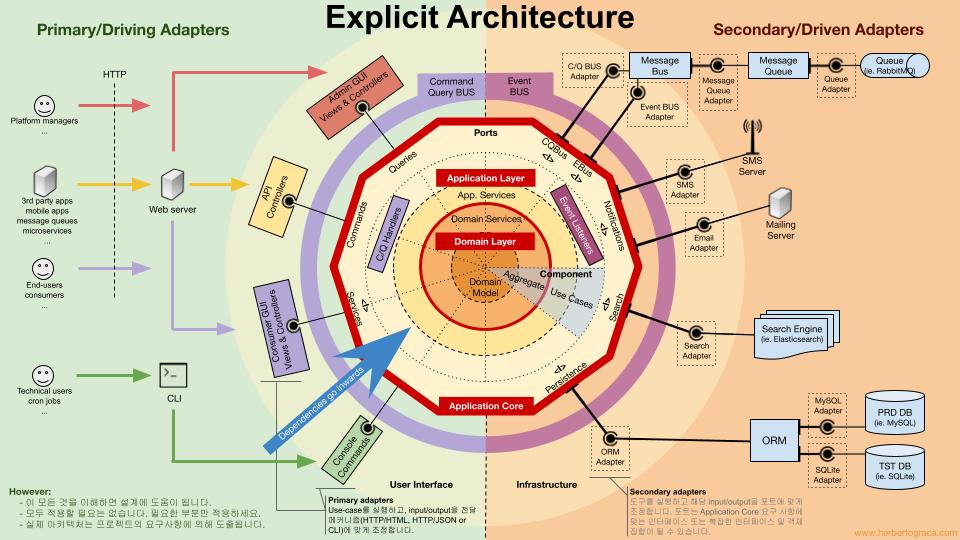 Explicit Architecture
Primary/Driving Adapters
Secondary/Driven Adapters
HTTP
Platform managers
...
3rd party apps
mobile apps
message queues
microservices
...
End-users
consumers
...
Technical users
cron jobs
...
Web server
CLI
Admin GUI
Views & Controllers
API
Controllers
Consumer GUI
Views & Controllers
Console
Commands
Command
Query BUS
Event
BUS
Ports
Queries
Commands
Services
</>
CQBus
</>
EBus
</>
Notifications
</>
Search
</>
Persistence
</>
Application Layer
App. Services
C/Q Handlers
Event Listeners
Domain Services
Domain Layer
Domain
Model
Aggregate
Component
Use Cases
Application Core
Dependencies go inwards
C/Q BUS
Adapter
Message
Bus
Event BUS
Adapter
Message
Queue
Adapter
Message
Queue
Queue
Adapter
Queue
(ie. RabbitMQ)
SMS
Adapter
SMS
Server
Email
Adapter
Mailing
Server
Search
Adapter
Search Engine
(ie. Elasticsearch)
ORM
Adapter
ORM
MySQL
Adapter
PRD DB
(ie. MySQL)
SQLite
Adapter
TST DB
(ie. SQLite)
User Interface
Infrastructure
However:
- 이 모든 것을 이해하면 설계에 도움이 됩니다.
- 모두 적용할 필요는 없습니다. 필요한 부분만 적용하세요.
- 실제 아키텍처는 프로젝트의 요구사항에 의해 도출됩니다.
Primary adapters
Use-case를 실행하고, input/output을 전달
메커니즘(HTTP/HTML, HTTP/JSON or
CLI)에 맞게 조정합니다.
Secondary adapters
도구를 실행하고 해당 input/output을 포트에 맞게
조정합니다. 포트는 Application Core 요구 사항에
맞는 인터페이스 또는 복잡한 인터페이스 및 객체
집합이 될 수 있습니다.
www.herbertograca.com